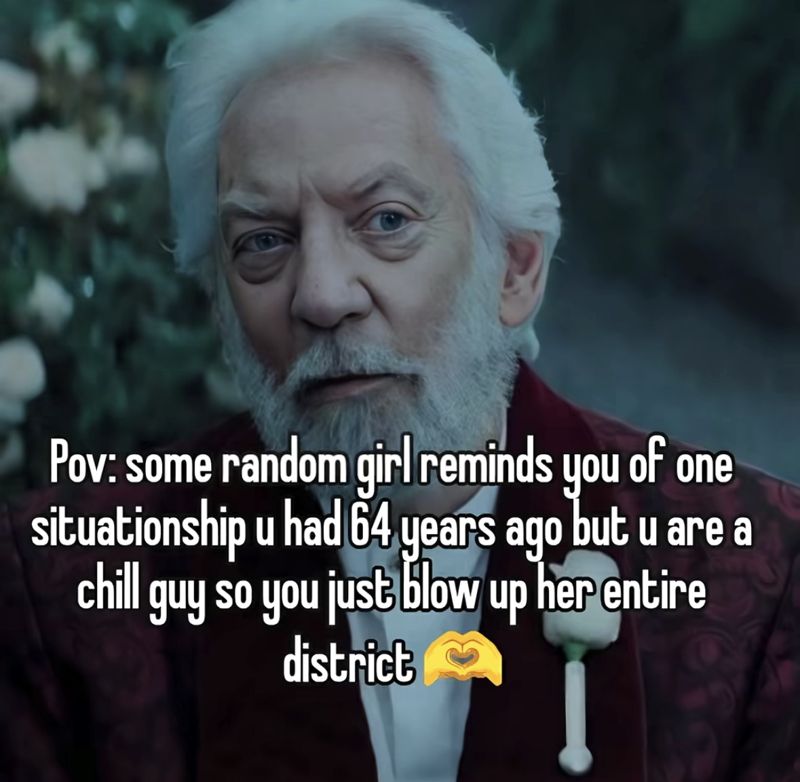 Pov: some random girl reminds you of one
situationship u had 64 years ago but u are a
chill guy so you just blow up her entire
district 🫶